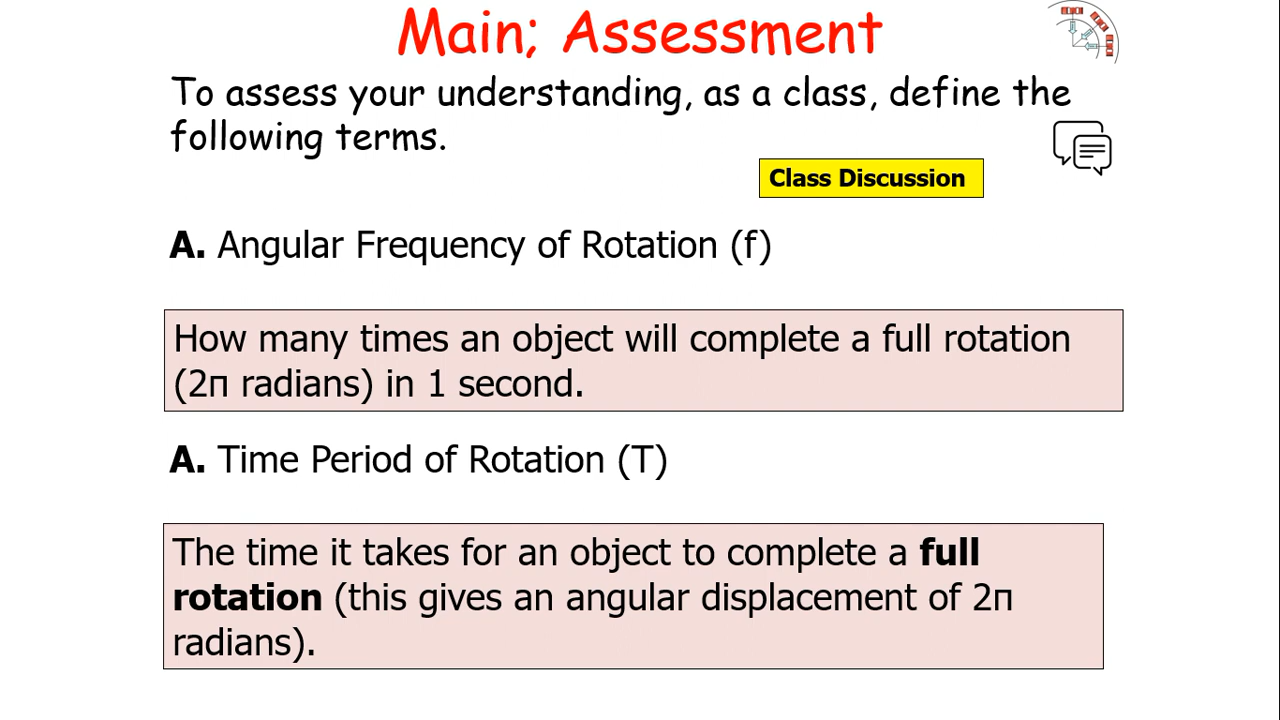 Main; Assessment
To assess your understanding, as a class, define the
following terms.
Class Discussion
A. Angular Frequency of Rotation (f)
How many times an object will complete a full rotation
(2π radians) in 1 second.
A. Time Period of Rotation (T)
The time it takes for an object to complete a full
rotation (this gives an angular displacement of 2π
radians).